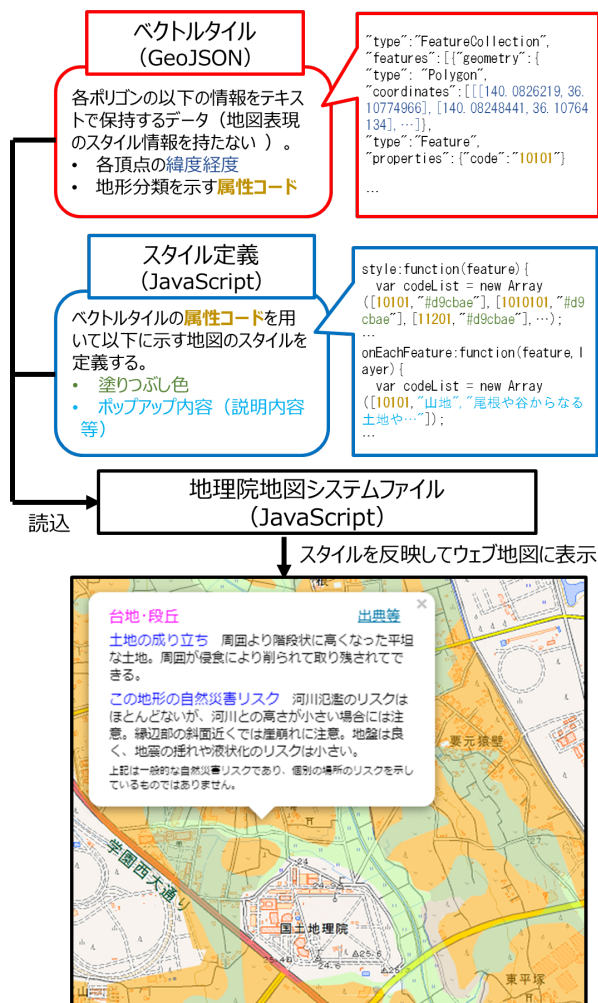 ベクトルタイル
(GeoJSON)
各ポリゴンの以下の情報をテキス
トで保持するデータ（地図表現
のスタイル情報を持たない ）。
• 各頂点の緯度経度
• 地形分類を示す属性コード
"type":"FeatureCollection",
"features":[{"geometry":{
"type": "Polygon",
"coordinates":[[[140.0826219,36.
10774966],[140.08248441,36.10764
134],…]},
"type":"Feature",
"properties":{"code":"10101"}
…
スタイル定義
(JavaScript)
ベクトルタイルの属性コードを用
いて以下に示す地図のスタイルを
定義する。
• 塗りつぶし色
• ポップアップ内容（説明内容
等）
style:function(feature){
var codeList = new Array
([10101,"#d9cbae"],[1010101,"#d9
cbae"],[11201,"#d9cbae"],…);
…
onEachFeature:function(feature,l
ayer){
var codeList = new Array
([10101,"山地","尾根や谷からなる
土地や…"]);
…
地理院地図システムファイル
(JavaScript)
読込
スタイルを反映してウェブ地図に表示
台地・段丘 出典等 ×
土地の成り立ち 周囲より階段状に高くなった平坦
な土地。周囲が侵食により削られて取り残されてで
きる。
この地形の自然災害リスク 河川氾濫のリスクは
ほとんどないが、河川との高さが小さい場合には注
意。縁辺部の斜面近くでは崖崩れに注意。地盤は良
く、地震の揺れや液状化のリスクは小さい。
上記は一般的な自然災害リスクであり、個別の場所のリスクを示し
ているものではありません。
要元猿壁
学園西大通り
24
24.9
国土地理院
25.4
24.6
25.6
25.7
東平塚
山